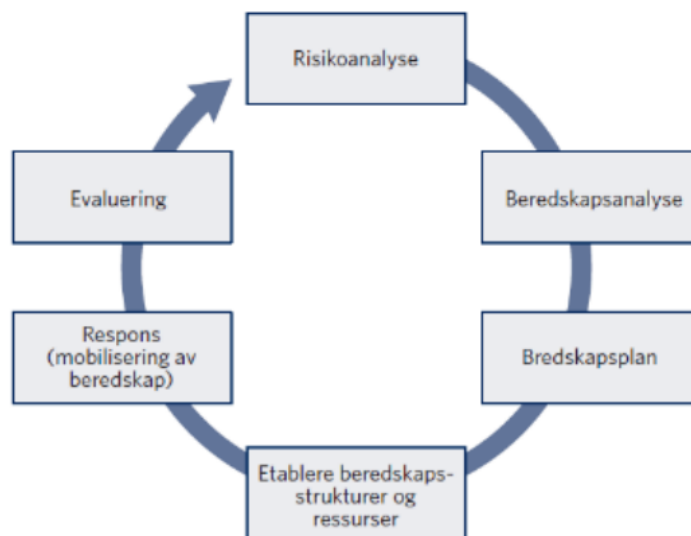 Risikoanalyse
Beredskapsanalyse
Bredskapsplan
Etablere beredskaps-
strukturer og
ressurser
Respons
(mobilisering av
beredskap)
Evaluering